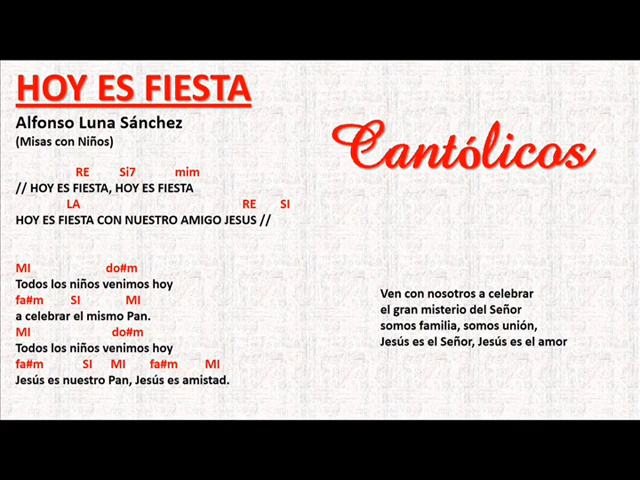 HOY ES FIESTA
Alfonso Luna Sánchez
(Misas con Niños)
Cantólicos
RE Si7 mim
// HOY ES FIESTA, HOY ES FIESTA
LA RE SI
HOY ES FIESTA CON NUESTRO AMIGO JESUS //
MI do#m
Todos los niños venimos hoy
fa#m SI MI
a celebrar el mismo Pan.
MI do#m
Todos los niños venimos hoy
fa#m SI MI fa#m MI
Jesús es nuestro Pan, Jesús es amistad.
Ven con nosotros a celebrar
el gran misterio del Señor
somos familia, somos unión,
Jesús es el Señor, Jesús es el amor